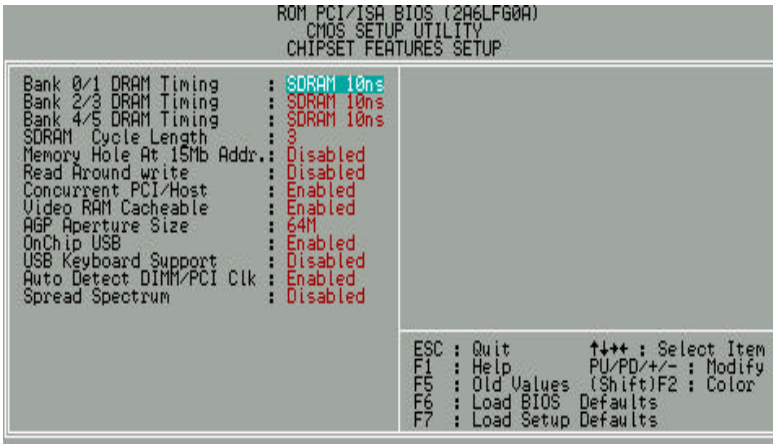 ROM PCI/ISA BIOS (2A6LFG0A)
CMOS SETUP UTILITY
CHIPSET FEATURES SETUP
Bank 0/1 DRAM Timing : SDRAM 10ns
Bank 2/3 DRAM Timing : SDRAM 10ns
Bank 4/5 DRAM Timing : SDRAM 10ns
SDRAM Cycle Length : 3
Memory Hole At 15Mb Addr.: Disabled
Read Around write : Disabled
Concurrent PCI/Host : Enabled
Video RAM Cacheable : Enabled
AGP Aperture Size : 64M
OnChip USB : Enabled
USB Keyboard Support : Disabled
Auto Detect DIMM/PCI Clk : Enabled
Spread Spectrum : Disabled
ESC : Quit ↑↓→← : Select Item
F1 : Help PU/PD/+/- : Modify
F5 : Old Values (Shift)F2 : Color
F6 : Load BIOS Defaults
F7 : Load Setup Defaults